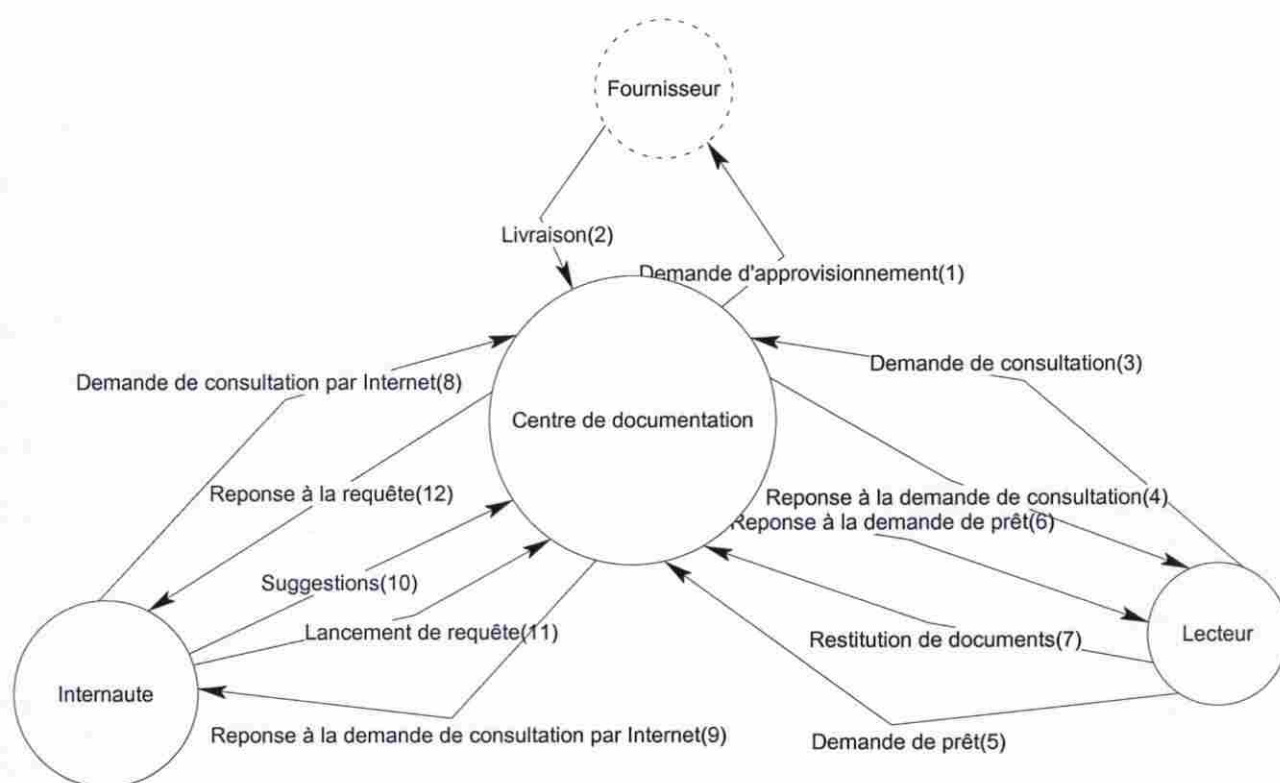 Fournisseur
Livraison(2)
Demande d'approvisionnement(1)
Demande de consultation(3)
Demande de consultation par Internet(8)
Centre de documentation
Reponse à la requête(12)
Reponse à la demande de consultation(4)
Reponse à la demande de prêt(6)
Suggestions(10)
Lancement de requête(11)
Restitution de documents(7)
Lecteur
Internaute
Reponse à la demande de consultation par Internet(9)
Demande de prêt(5)